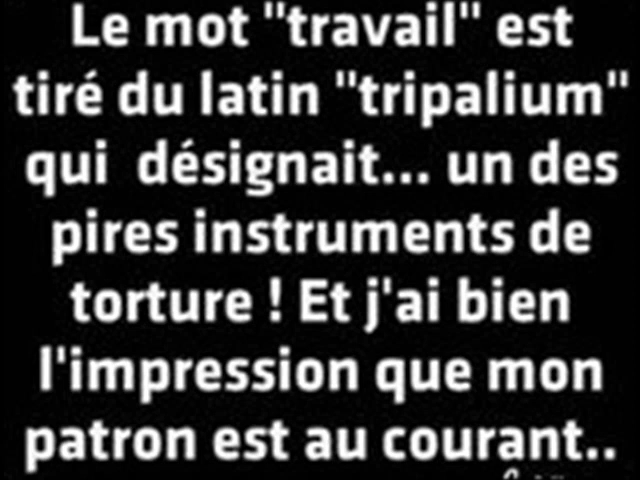 Le mot "travail" est
tiré du latin "tripalium"
qui désignait... un des
pires instruments de
torture ! Et j'ai bien
l'impression que mon
patron est au courant..